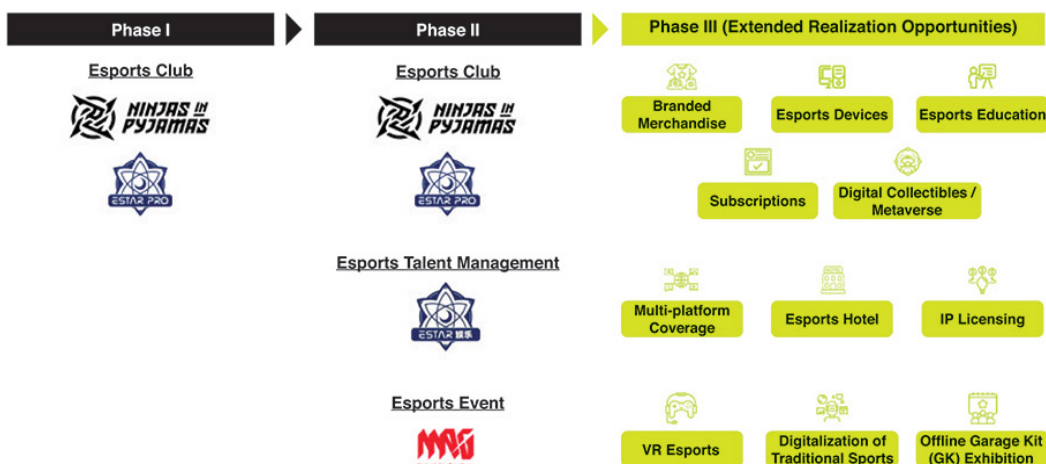 Phase I
Phase II
Phase III (Extended Realization Opportunities)
Esports Club
NINJAS IN
PYJAMAS
ESTAR PRO
Esports Club
NINJAS IN
PYJAMAS
ESTAR PRO
Esports Talent Management
ESTAR 娱乐
Esports Event
Branded
Merchandise
Esports Devices
Esports Education
Subscriptions
Digital Collectibles /
Metaverse
Multi-platform
Coverage
Esports Hotel
IP Licensing
VR Esports
Digitalization of
Traditional Sports
Offline Garage Kit
(GK) Exhibition